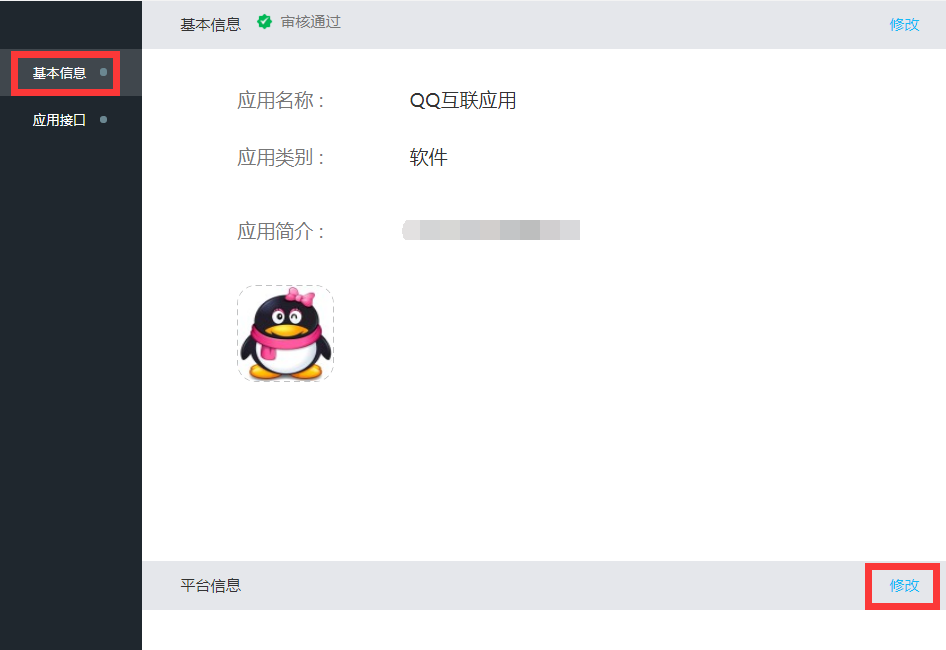 基本信息 审核通过 修改
基本信息
应用接口
应用名称： QQ互联应用
应用类别： 软件
应用简介：
平台信息 修改